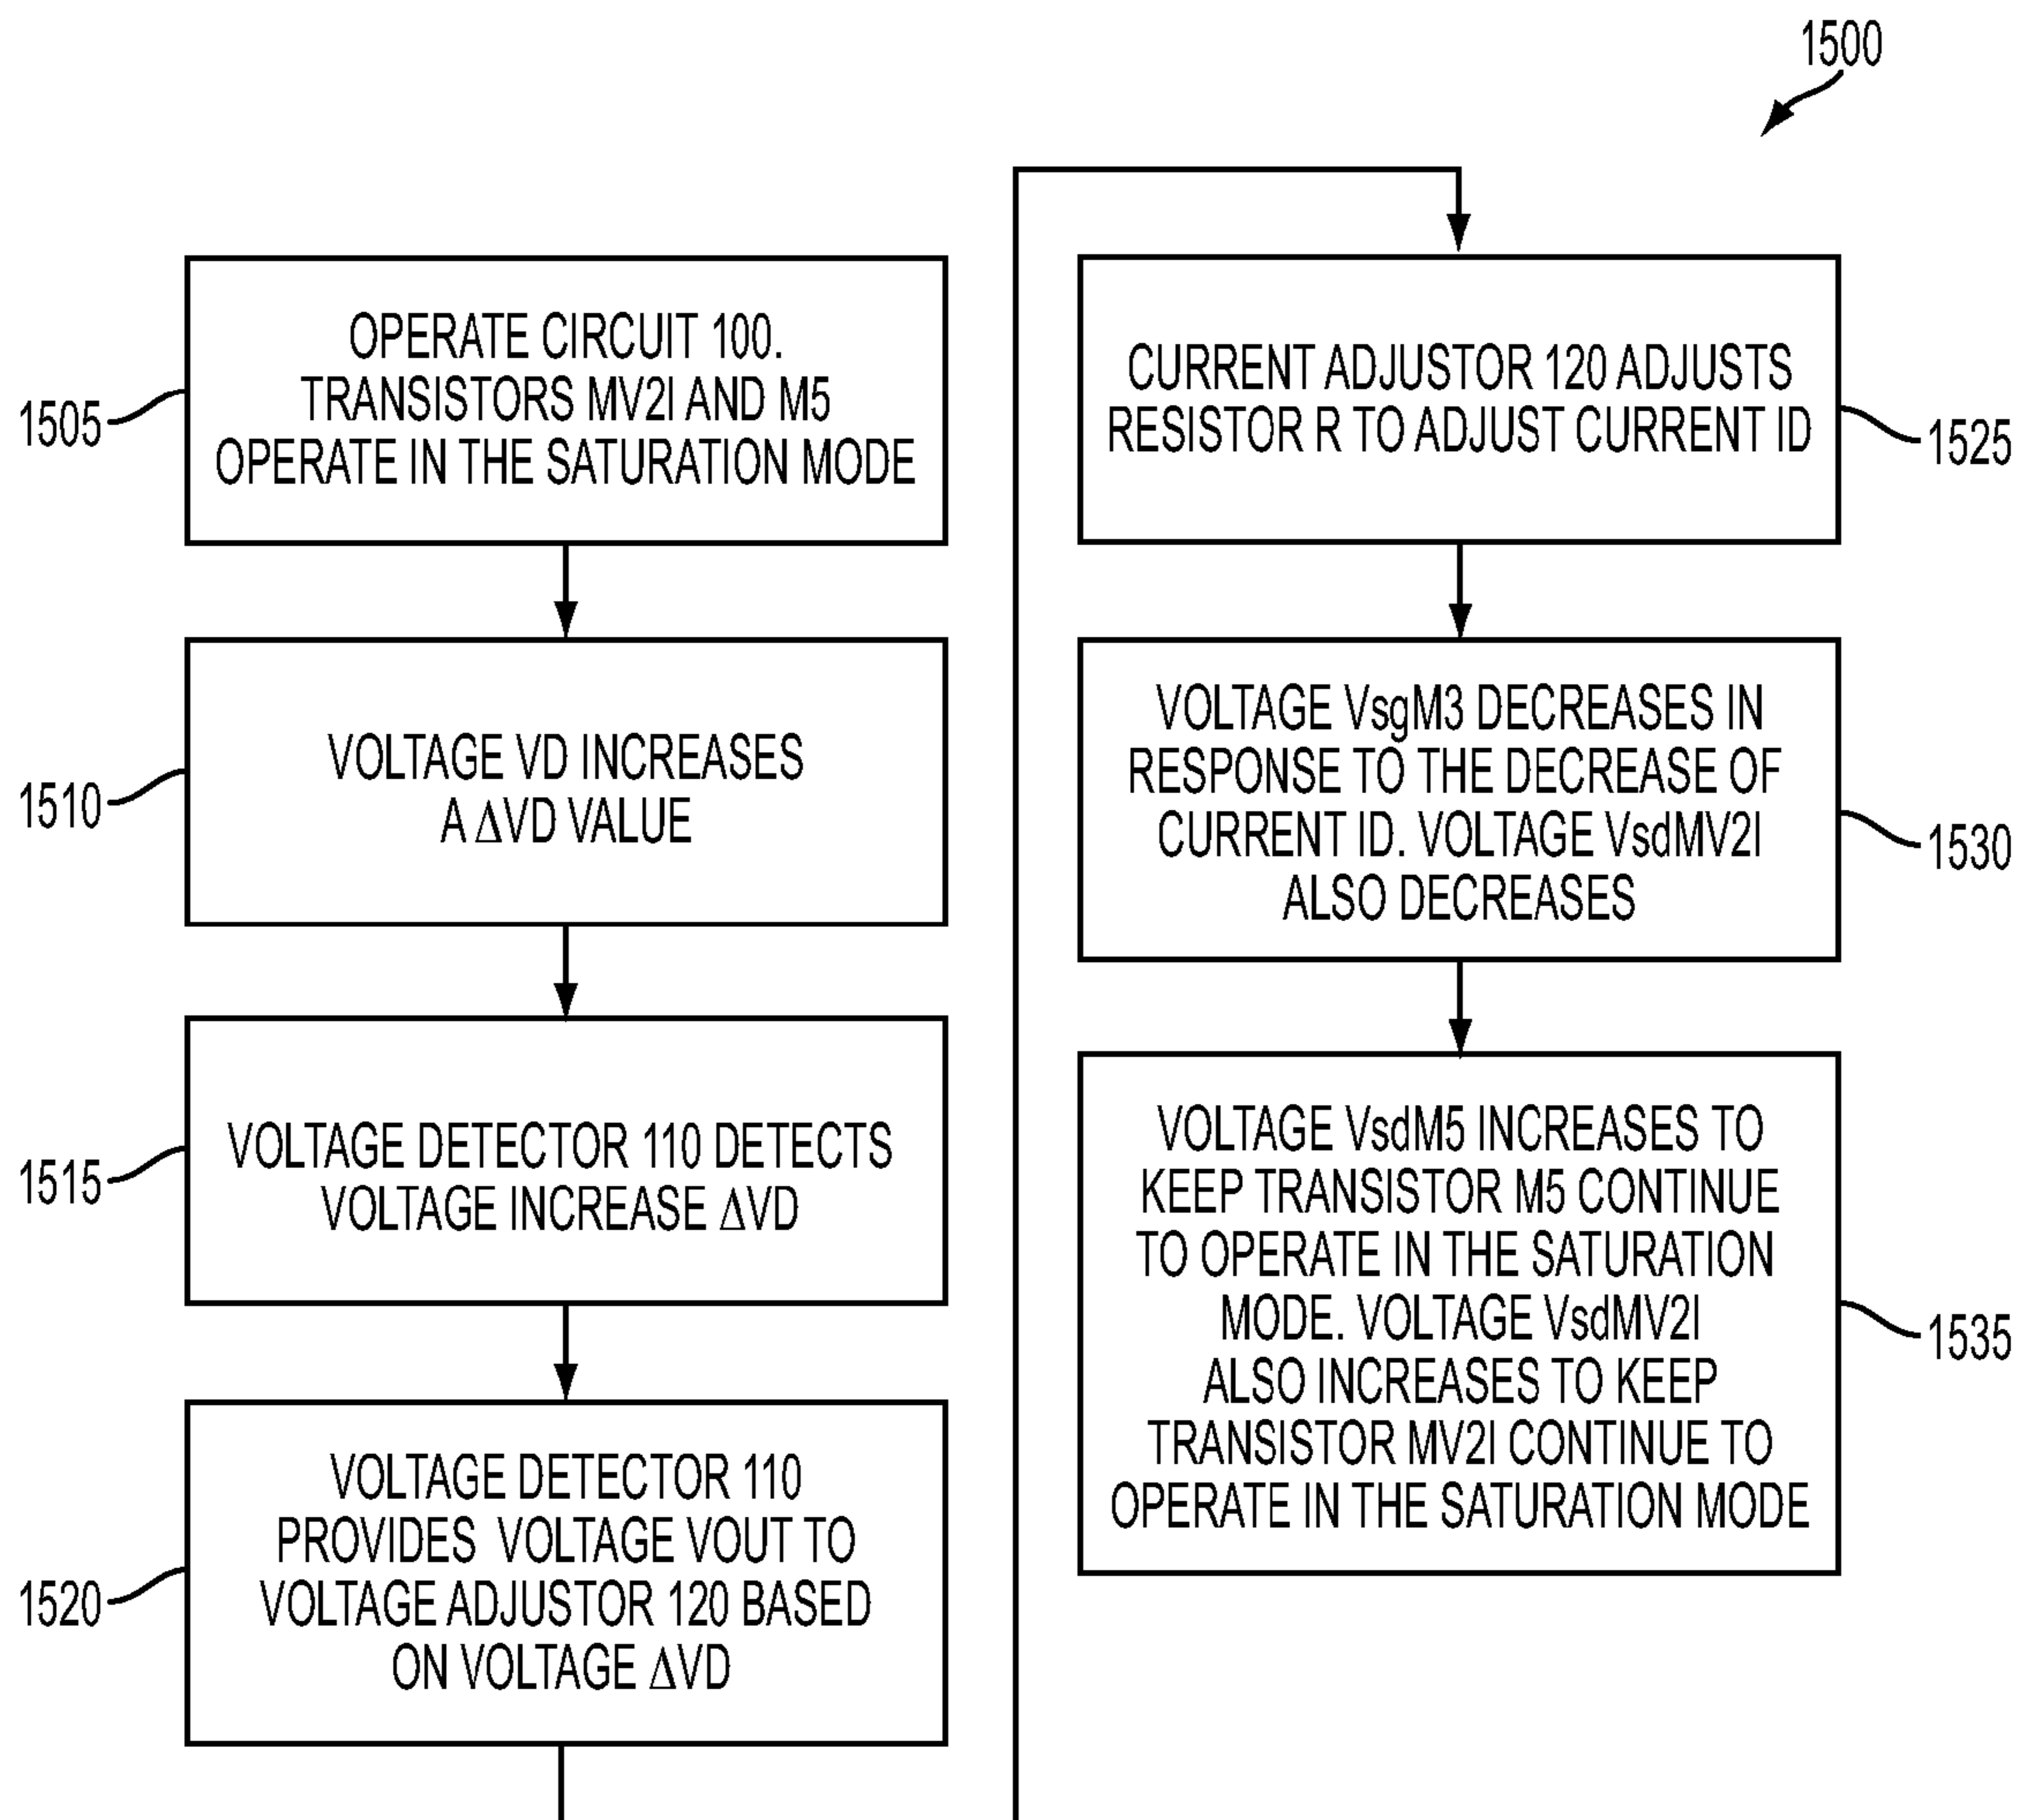 1500
OPERATE CIRCUIT 100.
TRANSISTORS MV2I AND M5
OPERATE IN THE SATURATION MODE
1505
VOLTAGE VD INCREASES
A ΔVD VALUE
1510
VOLTAGE DETECTOR 110 DETECTS
VOLTAGE INCREASE ΔVD
1515
VOLTAGE DETECTOR 110
PROVIDES VOLTAGE VOUT TO
VOLTAGE ADJUSTOR 120 BASED
ON VOLTAGE ΔVD
1520
CURRENT ADJUSTOR 120 ADJUSTS
RESISTOR R TO ADJUST CURRENT ID
1525
VOLTAGE VsgM3 DECREASES IN
RESPONSE TO THE DECREASE OF
CURRENT ID. VOLTAGE VsdMV2I
ALSO DECREASES
1530
VOLTAGE VsdM5 INCREASES TO
KEEP TRANSISTOR M5 CONTINUE
TO OPERATE IN THE SATURATION
MODE. VOLTAGE VsdMV2I
ALSO INCREASES TO KEEP
TRANSISTOR MV2I CONTINUE TO
OPERATE IN THE SATURATION MODE
1535